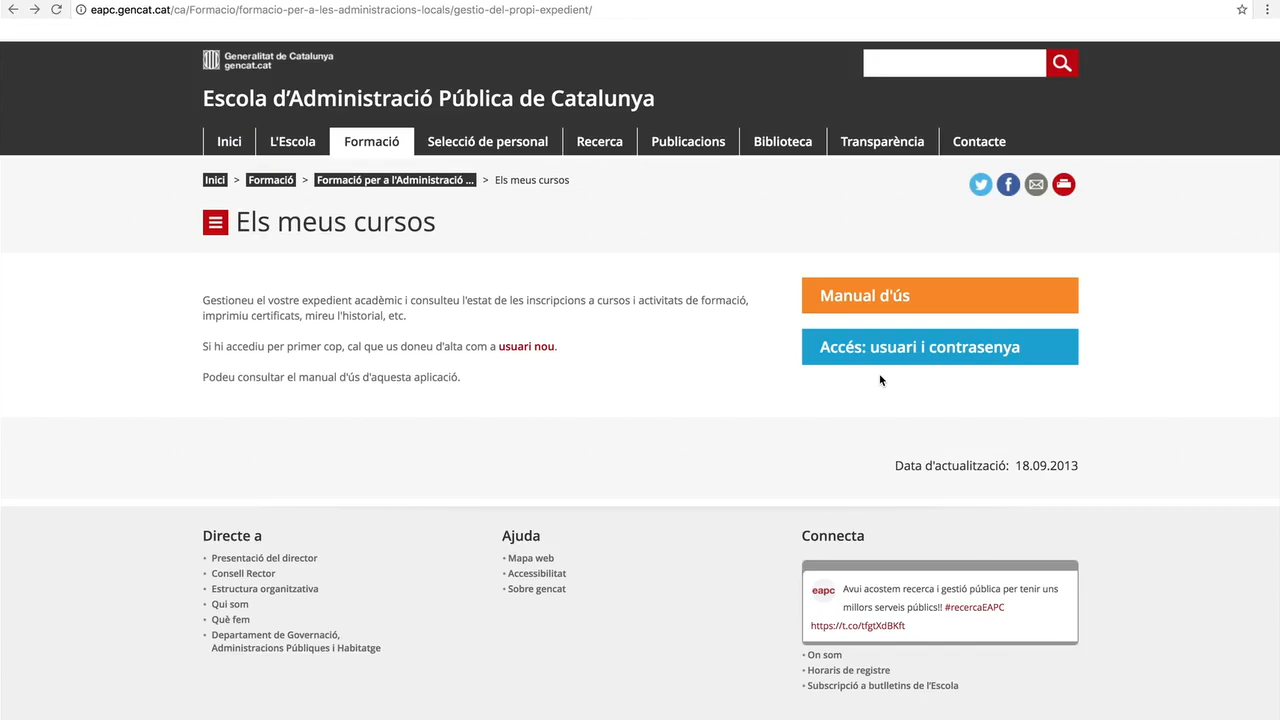 eapc.gencat.cat/ca/Formacio/formacio-per-a-les-administracions-locals/gestio-del-propi-expedient/
Generalitat de Catalunya
gencat.cat
Escola d'Administració Pública de Catalunya
Inici L'Escola Formació Selecció de personal Recerca Publicacions Biblioteca Transparència Contacte
Inici > Formació > Formació per a l'Administració ... > Els meus cursos
Els meus cursos
Gestioneu el vostre expedient acadèmic i consulteu l'estat de les inscripcions a cursos i activitats de formació,
imprimiu certificats, mireu l'historial, etc.
Si hi accediu per primer cop, cal que us doneu d'alta com a usuari nou.
Podeu consultar el manual d'ús d'aquesta aplicació.
Manual d'ús
Accés: usuari i contrasenya
Data d'actualització: 18.09.2013
Directe a
• Presentació del director
• Consell Rector
• Estructura organitzativa
• Qui som
• Què fem
• Departament de Governació,
Administracions Públiques i Habitatge
Ajuda
• Mapa web
• Accessibilitat
• Sobre gencat
Connecta
eapc Avui acostem recerca i gestió pública per tenir uns
millors serveis públics!! #recercaEAPC
https://t.co/tfgtXdBKft
• On som
• Horaris de registre
• Subscripció a butlletins de l'Escola